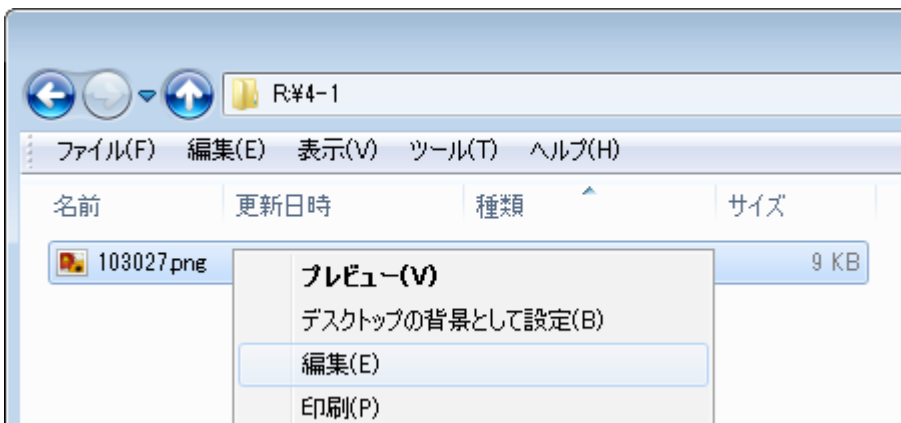 R:¥4-1
ファイル(F) 編集(E) 表示(V) ツール(T) ヘルプ(H)
名前 更新日時 種類 サイズ
103027.png 9 KB
プレビュー(V)
デスクトップの背景として設定(B)
編集(E)
印刷(P)